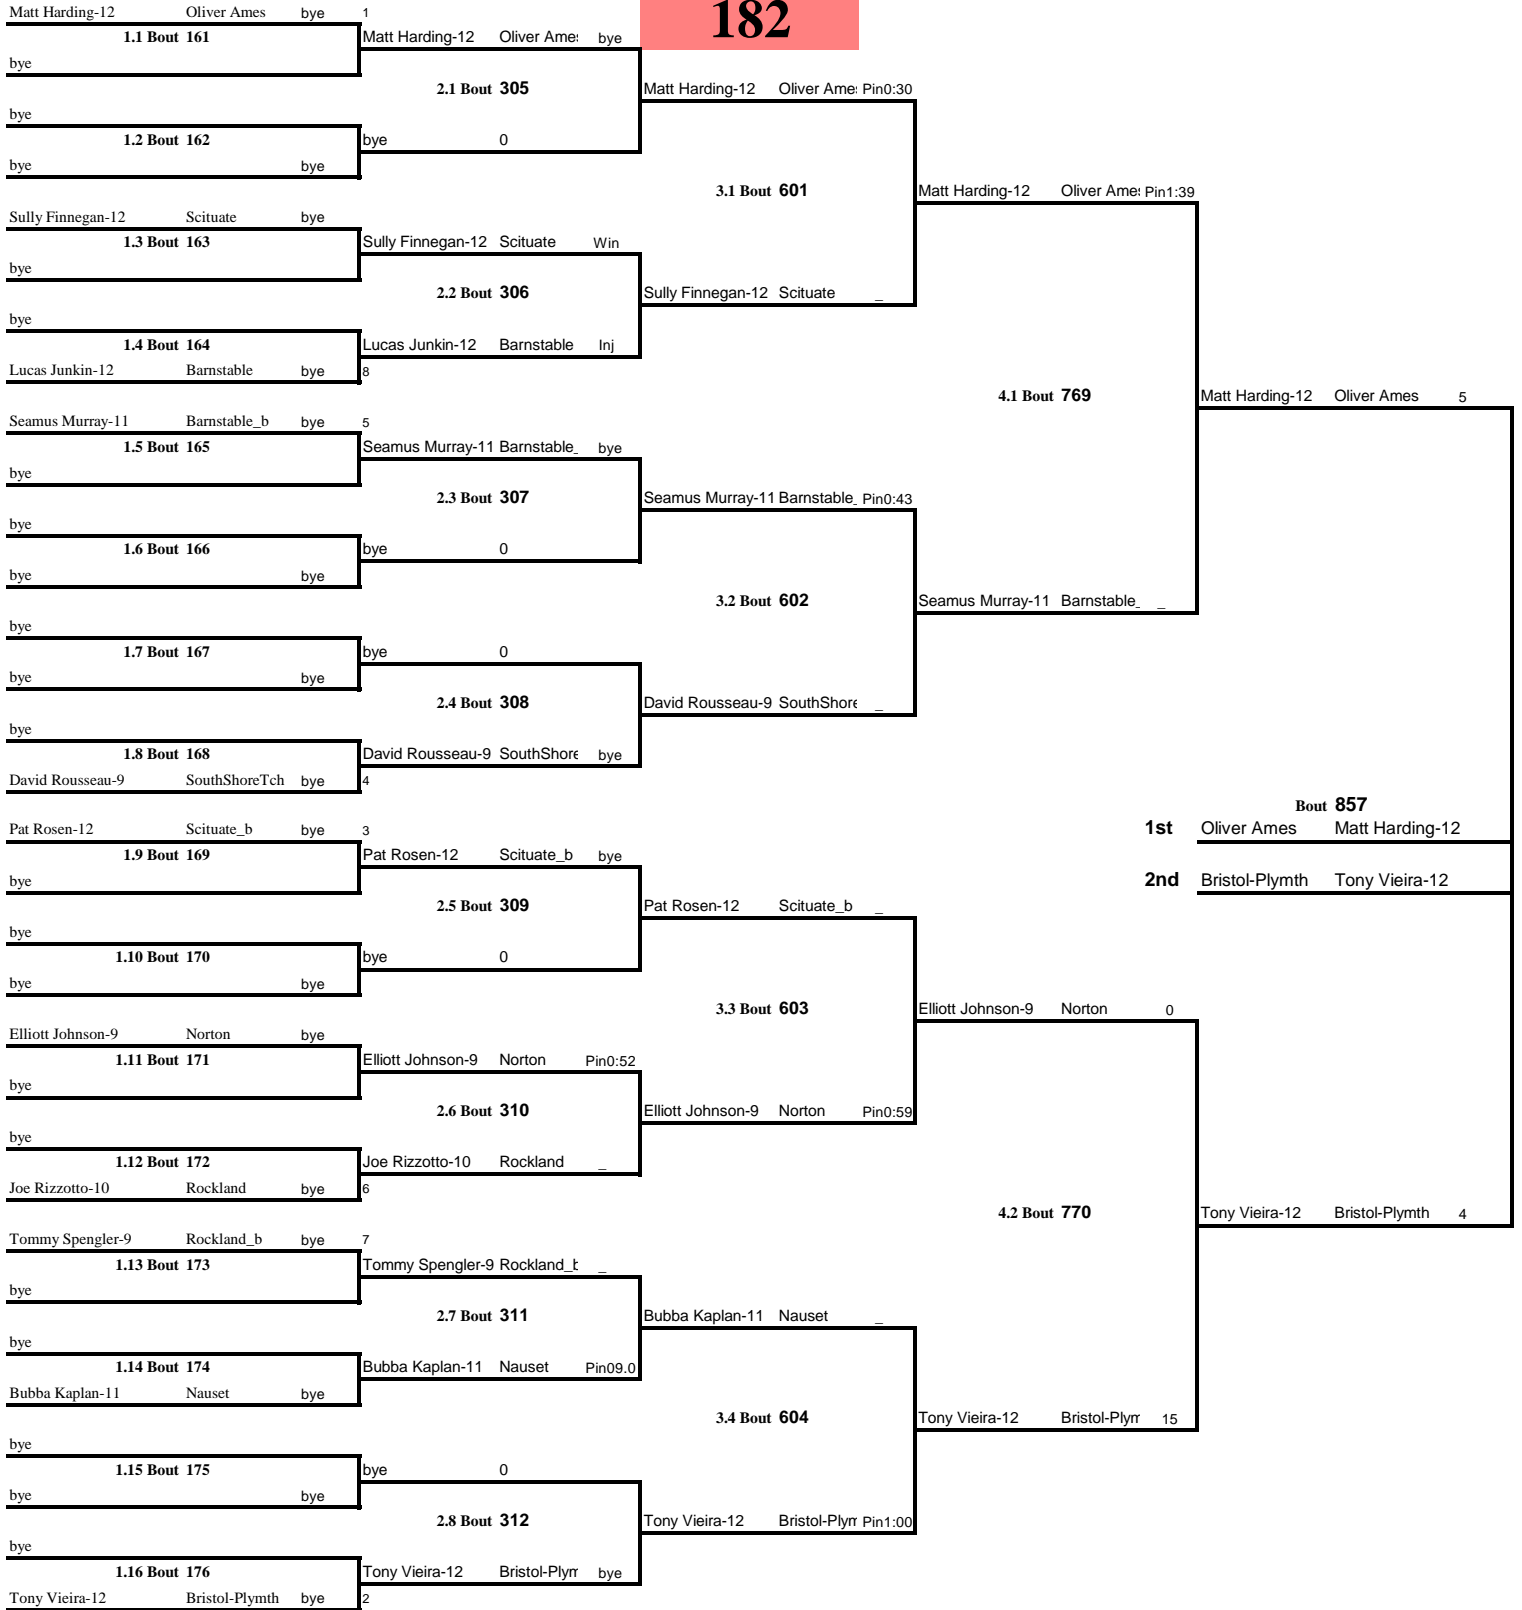 182
Matt Harding-12 Oliver Ames bye 1
1.1 Bout 161 Matt Harding-12 Oliver Ames bye
bye
2.1 Bout 305 Matt Harding-12 Oliver Ames Pin0:30
bye
1.2 Bout 162 bye 0
bye bye
3.1 Bout 601 Matt Harding-12 Oliver Ames Pin1:39
Sully Finnegan-12 Scituate bye
1.3 Bout 163 Sully Finnegan-12 Scituate Win
bye
2.2 Bout 306 Sully Finnegan-12 Scituate _
bye
1.4 Bout 164 Lucas Junkin-12 Barnstable Inj
Lucas Junkin-12 Barnstable bye 8
4.1 Bout 769 Matt Harding-12 Oliver Ames 5
Seamus Murray-11 Barnstable_b bye 5
1.5 Bout 165 Seamus Murray-11 Barnstable_ bye
bye
2.3 Bout 307 Seamus Murray-11 Barnstable_ Pin0:43
bye
1.6 Bout 166 bye 0
bye bye
3.2 Bout 602 Seamus Murray-11 Barnstable_ _
bye
1.7 Bout 167 bye 0
bye bye
2.4 Bout 308 David Rousseau-9 SouthShore _
bye
1.8 Bout 168 David Rousseau-9 SouthShore bye
David Rousseau-9 SouthShoreTch bye 4
Bout 857
Pat Rosen-12 Scituate_b bye 3 1st Oliver Ames Matt Harding-12
1.9 Bout 169 Pat Rosen-12 Scituate_b bye
bye 2nd Bristol-Plymth Tony Vieira-12
2.5 Bout 309 Pat Rosen-12 Scituate_b _
bye
1.10 Bout 170 bye 0
bye bye
3.3 Bout 603 Elliott Johnson-9 Norton 0
Elliott Johnson-9 Norton bye
1.11 Bout 171 Elliott Johnson-9 Norton Pin0:52
bye
2.6 Bout 310 Elliott Johnson-9 Norton Pin0:59
bye
1.12 Bout 172 Joe Rizzotto-10 Rockland _
Joe Rizzotto-10 Rockland bye 6
4.2 Bout 770 Tony Vieira-12 Bristol-Plymth 4
Tommy Spengler-9 Rockland_b bye 7
1.13 Bout 173 Tommy Spengler-9 Rockland_b _
bye
2.7 Bout 311 Bubba Kaplan-11 Nauset _
bye
1.14 Bout 174 Bubba Kaplan-11 Nauset Pin09.0
Bubba Kaplan-11 Nauset bye
3.4 Bout 604 Tony Vieira-12 Bristol-Plym 15
bye
1.15 Bout 175 bye 0
bye bye
2.8 Bout 312 Tony Vieira-12 Bristol-Plym Pin1:00
bye
1.16 Bout 176 Tony Vieira-12 Bristol-Plym bye
Tony Vieira-12 Bristol-Plymth bye 2